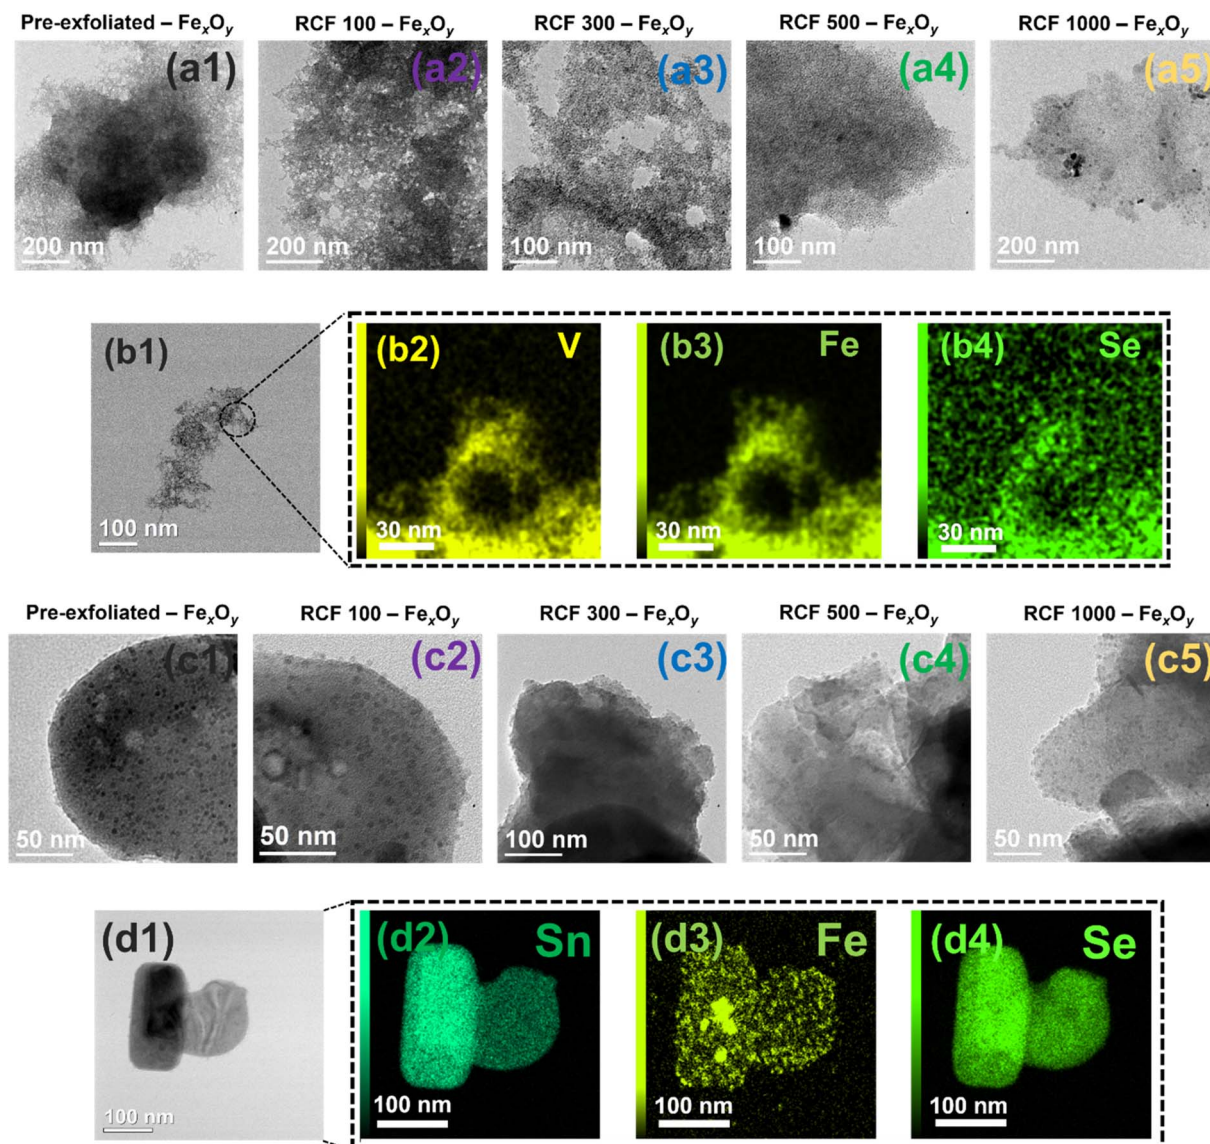 Pre-exfoliated – FexOy
RCF 100 – FexOy
RCF 300 – FexOy
RCF 500 – FexOy
RCF 1000 – FexOy
(a1)
(a2)
(a3)
(a4)
(a5)
200 nm
200 nm
100 nm
100 nm
200 nm
(b1)
(b2)
V
(b3)
Fe
(b4)
Se
100 nm
30 nm
30 nm
30 nm
Pre-exfoliated – FexOy
RCF 100 – FexOy
RCF 300 – FexOy
RCF 500 – FexOy
RCF 1000 – FexOy
(c1)
(c2)
(c3)
(c4)
(c5)
50 nm
50 nm
100 nm
50 nm
50 nm
(d1)
(d2)
Sn
(d3)
Fe
(d4)
Se
100 nm
100 nm
100 nm
100 nm